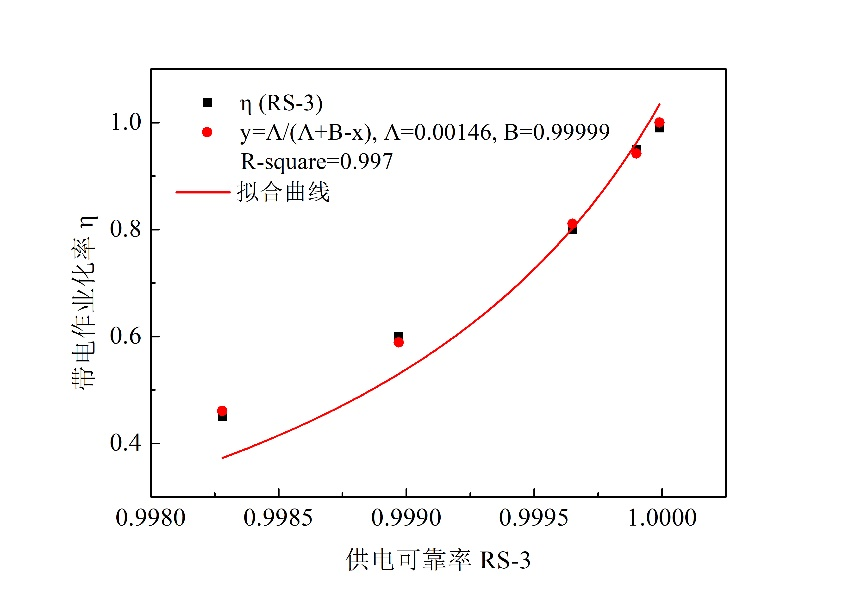 η (RS-3)
y=Λ/(Λ+B-x), Λ=0.00146, B=0.99999
R-square=0.997
拟合曲线
1.0
0.8
0.6
0.4
带电作业化率 η
0.9980 0.9985 0.9990 0.9995 1.0000
供电可靠率 RS-3